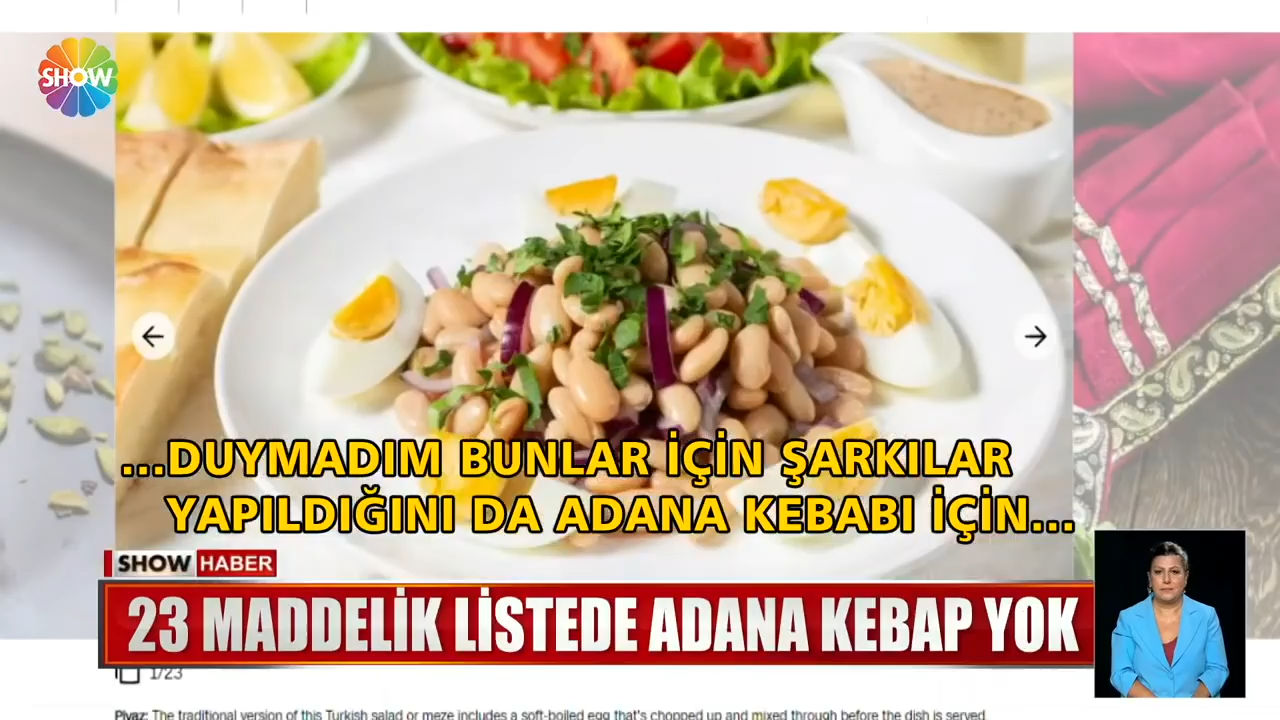 SHOW
...DUYMADIM BUNLAR İÇİN ŞARKILAR
YAPILDIĞINI DA ADANA KEBABI İÇİN...
SHOW HABER
23 MADDELİK LİSTEDE ADANA KEBAP YOK
1/23
Piyaz: The traditional version of this Turkish salad or meze includes a soft-boiled egg that's chopped up and mixed through before the dish is served.